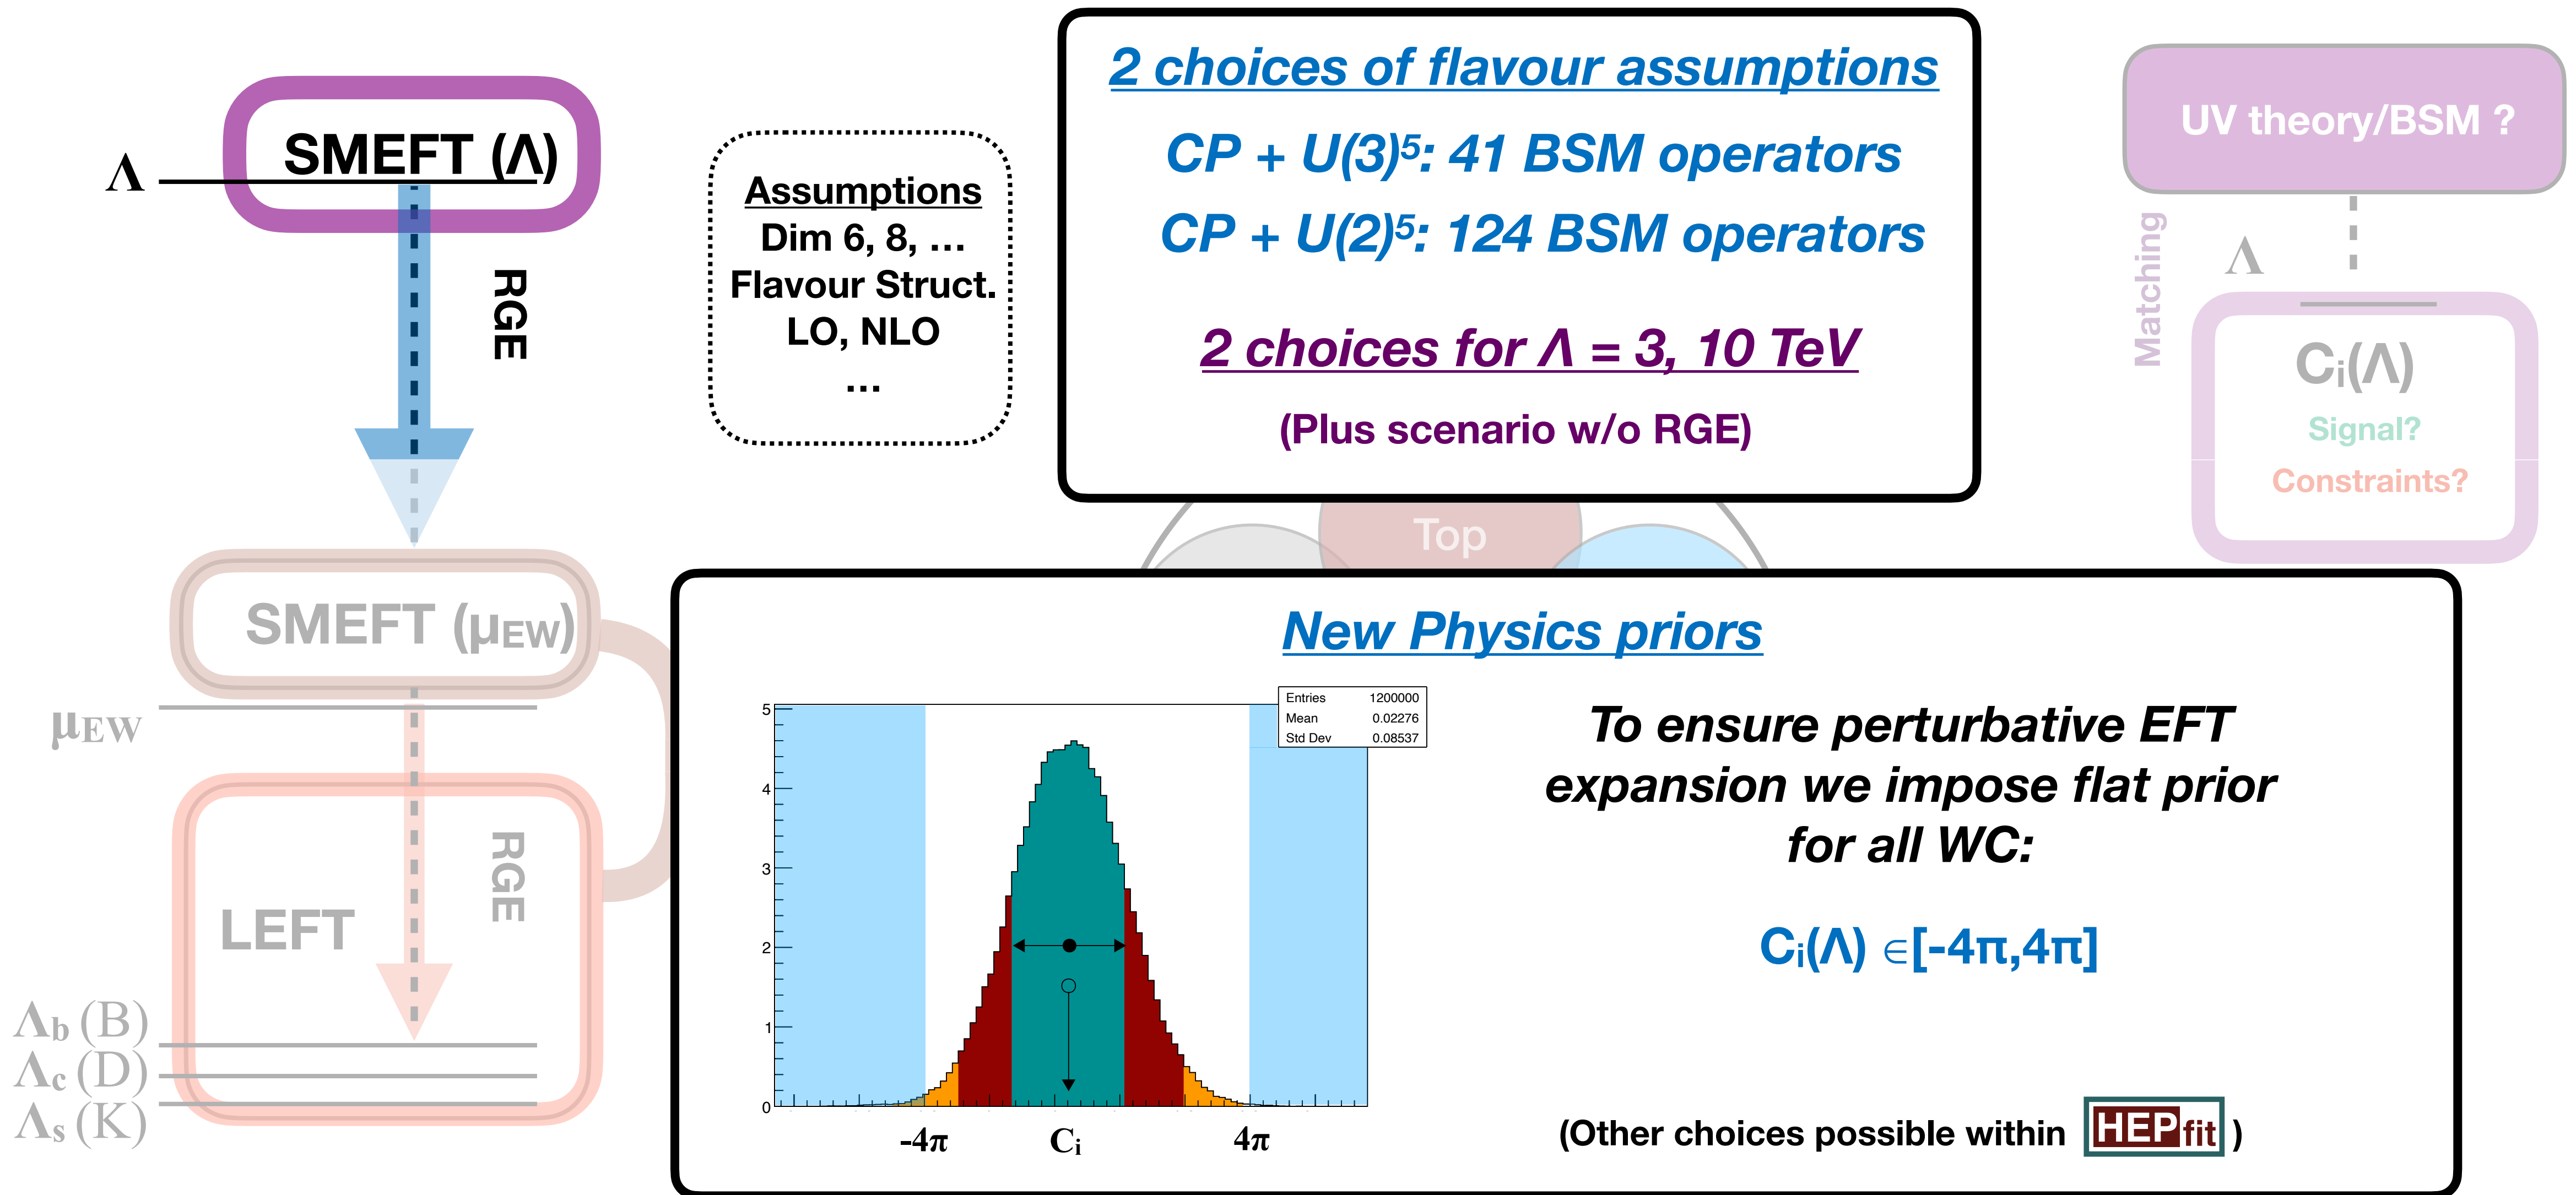 SMEFT (Λ)
Λ
RGE
Assumptions
Dim 6, 8, ...
Flavour Struct.
LO, NLO
...
2 choices of flavour assumptions
CP + U(3)⁵: 41 BSM operators
CP + U(2)⁵: 124 BSM operators
2 choices for Λ = 3, 10 TeV
(Plus scenario w/o RGE)
UV theory/BSM ?
Matching
Λ
Cᵢ(Λ)
Signal?
Constraints?
Top
SMEFT (μEW)
μEW
RGE
LEFT
Λb (B)
Λc (D)
Λs (K)
New Physics priors
Entries 1200000
Mean 0.02276
Std Dev 0.08537
5
4
3
2
1
0
-4π Cᵢ 4π
To ensure perturbative EFT
expansion we impose flat prior
for all WC:
Cᵢ(Λ) ∈[-4π,4π]
(Other choices possible within HEPfit )